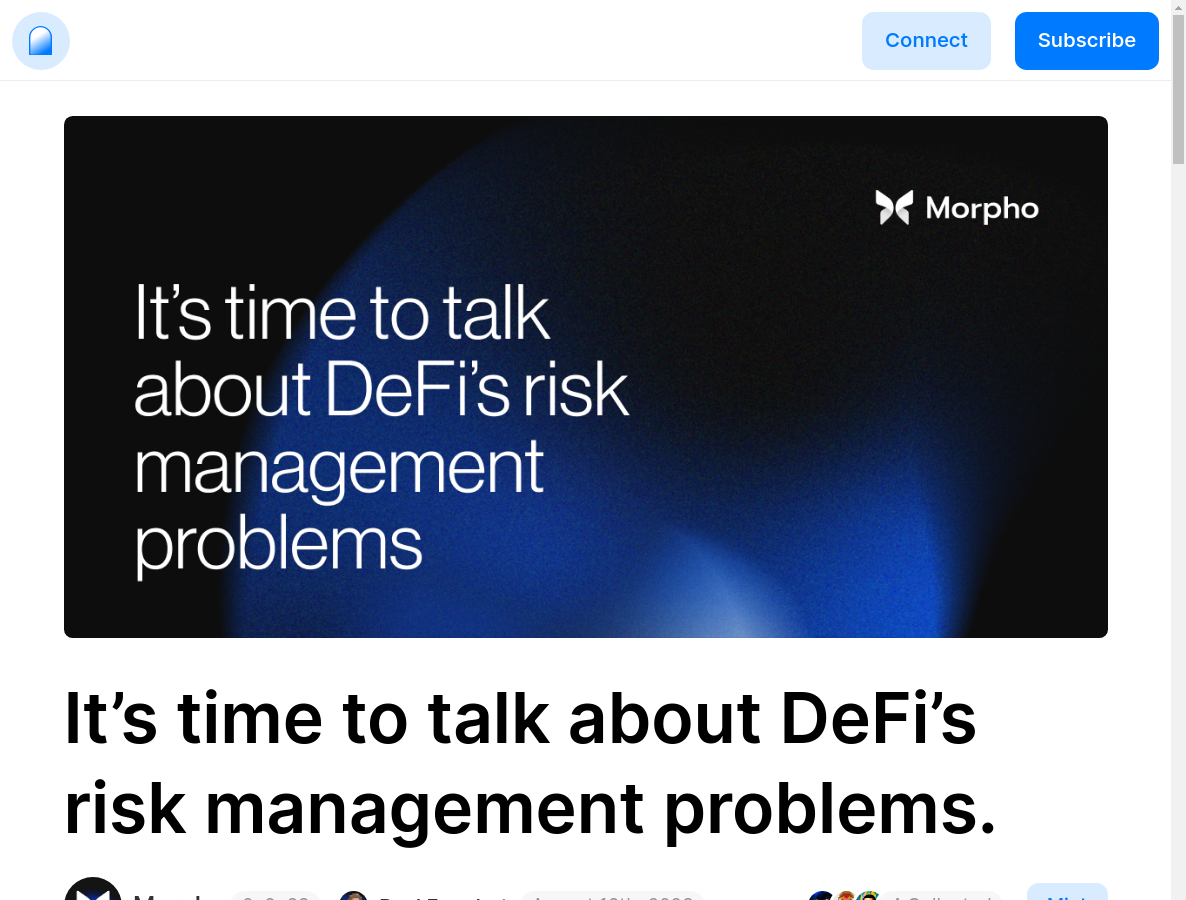 Connect
Subscribe
Morpho
It’s time to talk
about DeFi’s risk
management
problems
It’s time to talk about DeFi’s
risk management problems.